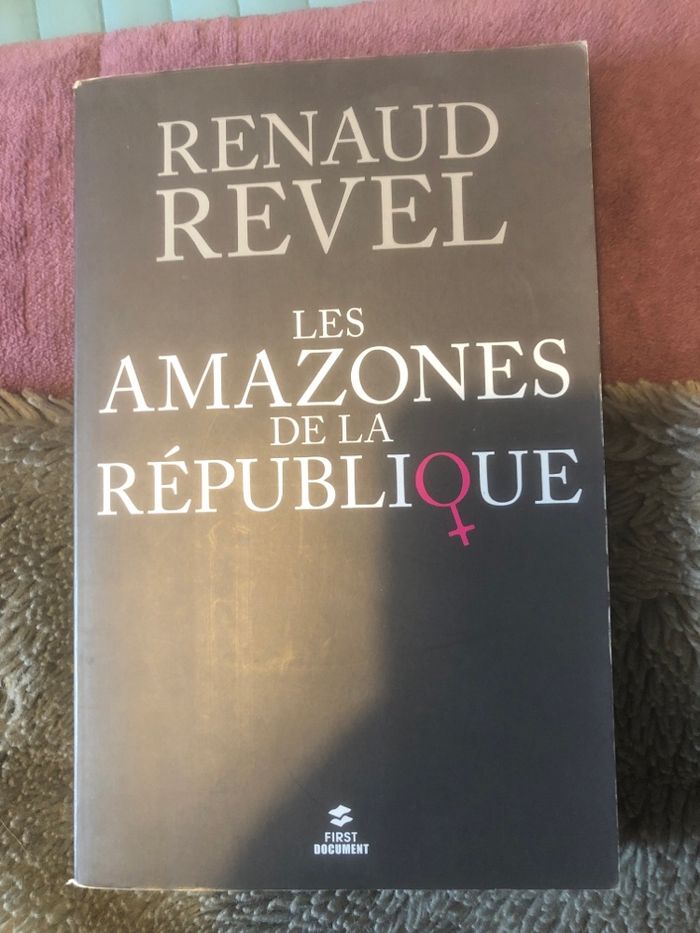 RENAUD
REVEL
LES
AMAZONES
DE LA
RÉPUBLIQUE
FIRST
DOCUMENT